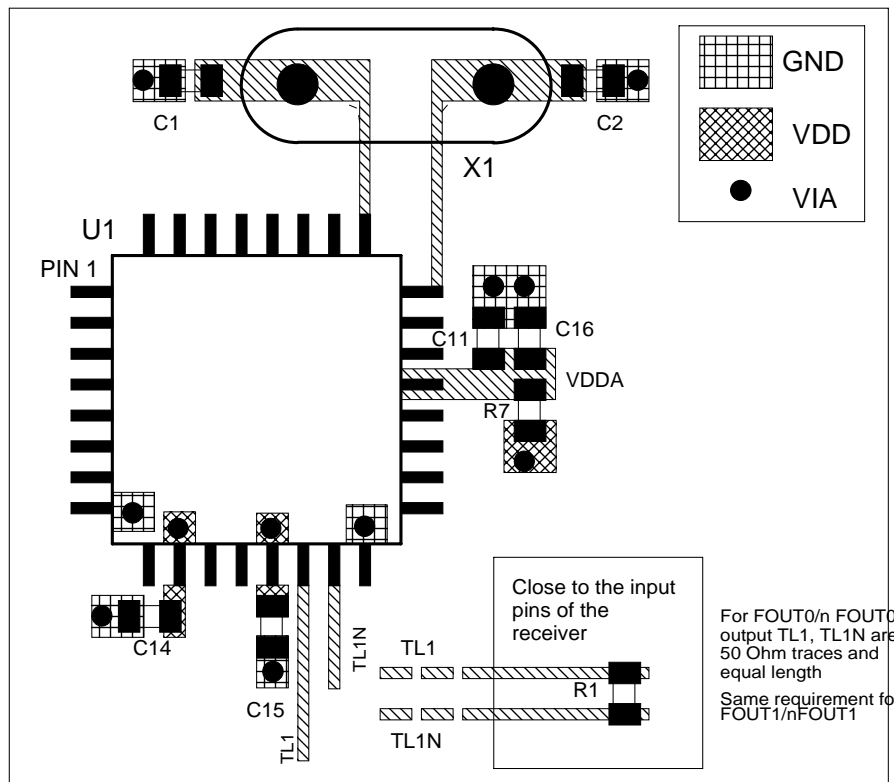 GND
VDD
VIA
C1
C2
X1
U1
PIN 1
C11
C16
VDDA
R7
C14
C15
TL1
TL1N
Close to the input
pins of the
receiver
TL1
R1
TL1N
For FOUT0/n FOUT0
output TL1, TL1N are
50 Ohm traces and
equal length
Same requirement fo
FOUT1/nFOUT1